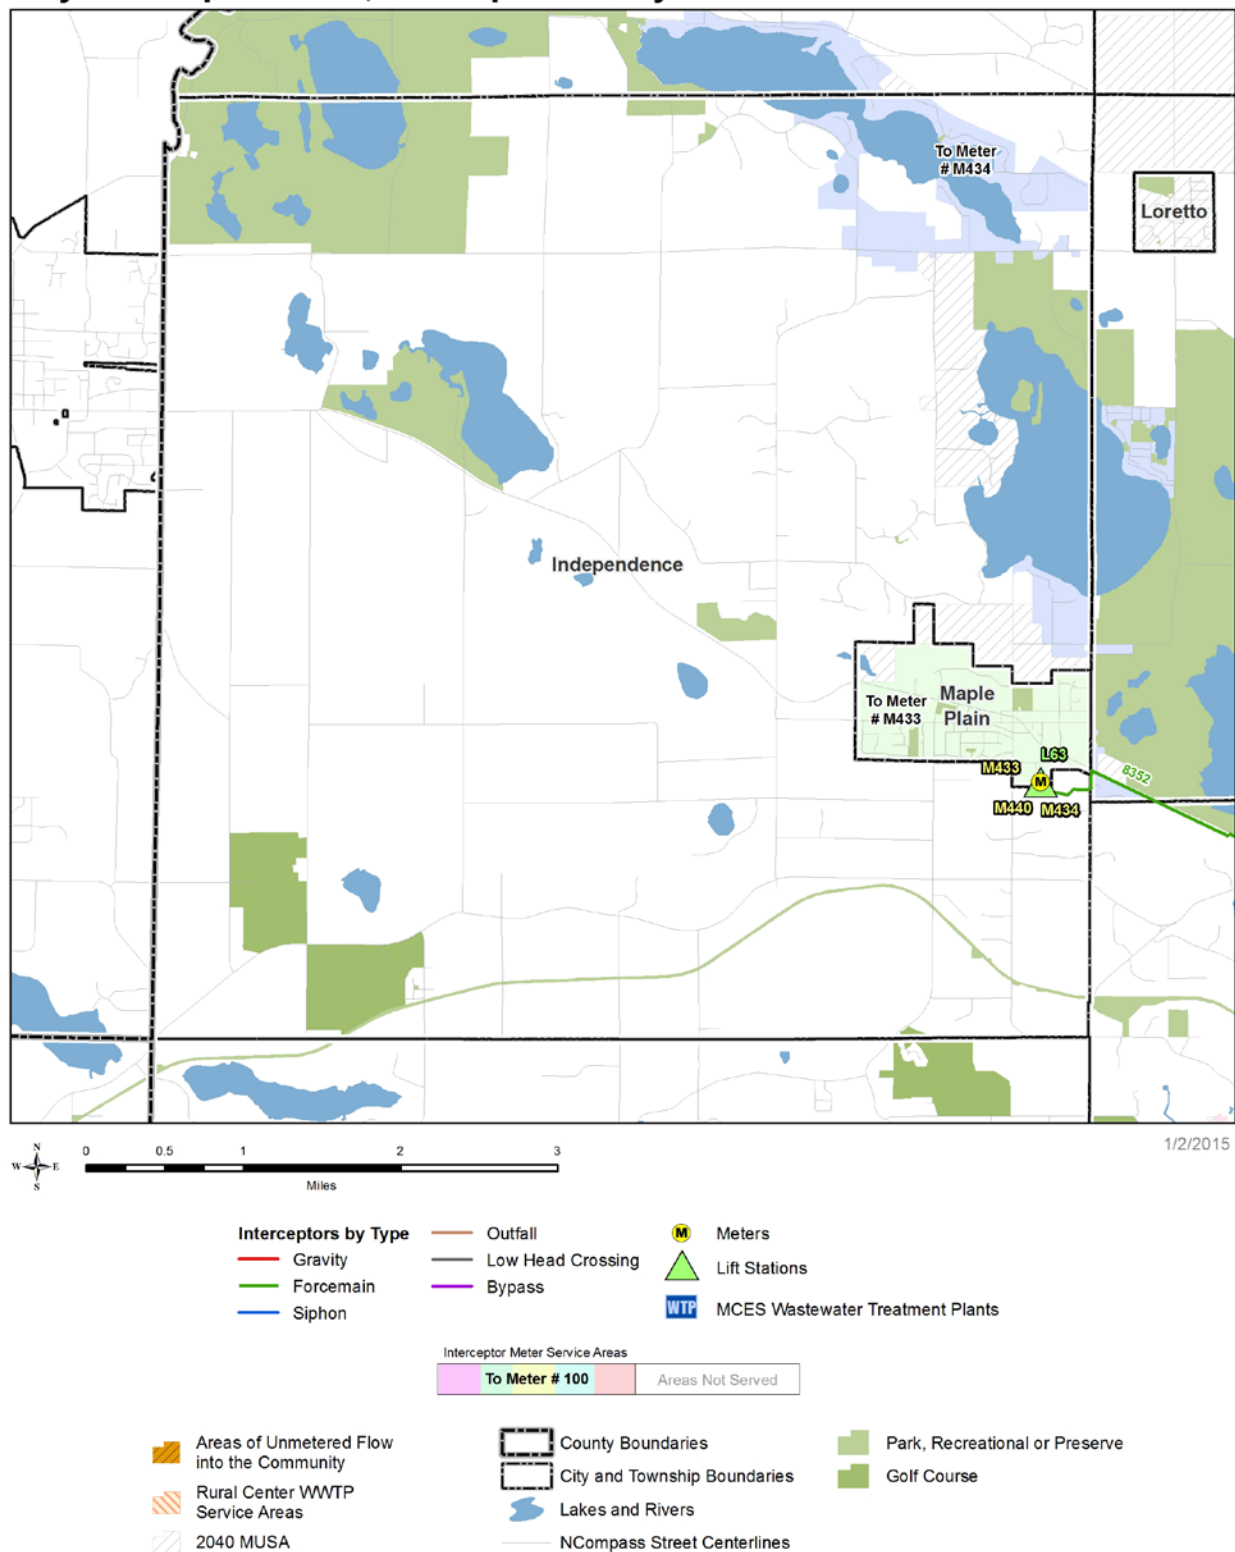 To Meter
# M434
Loretto
Independence
Maple
Plain
To Meter
# M433
L63
M433
M
8352
M440
M434
1/2/2015
N
W
E
S
0
0.5
1
2
3
Miles
Interceptors by Type
Gravity
Forcemain
Siphon
Outfall
Low Head Crossing
Bypass
M
Meters
Lift Stations
WTP
MCES Wastewater Treatment Plants
Interceptor Meter Service Areas
To Meter # 100
Areas Not Served
Areas of Unmetered Flow
into the Community
Rural Center WWTP
Service Areas
2040 MUSA
County Boundaries
City and Township Boundaries
Lakes and Rivers
NCompass Street Centerlines
Park, Recreational or Preserve
Golf Course